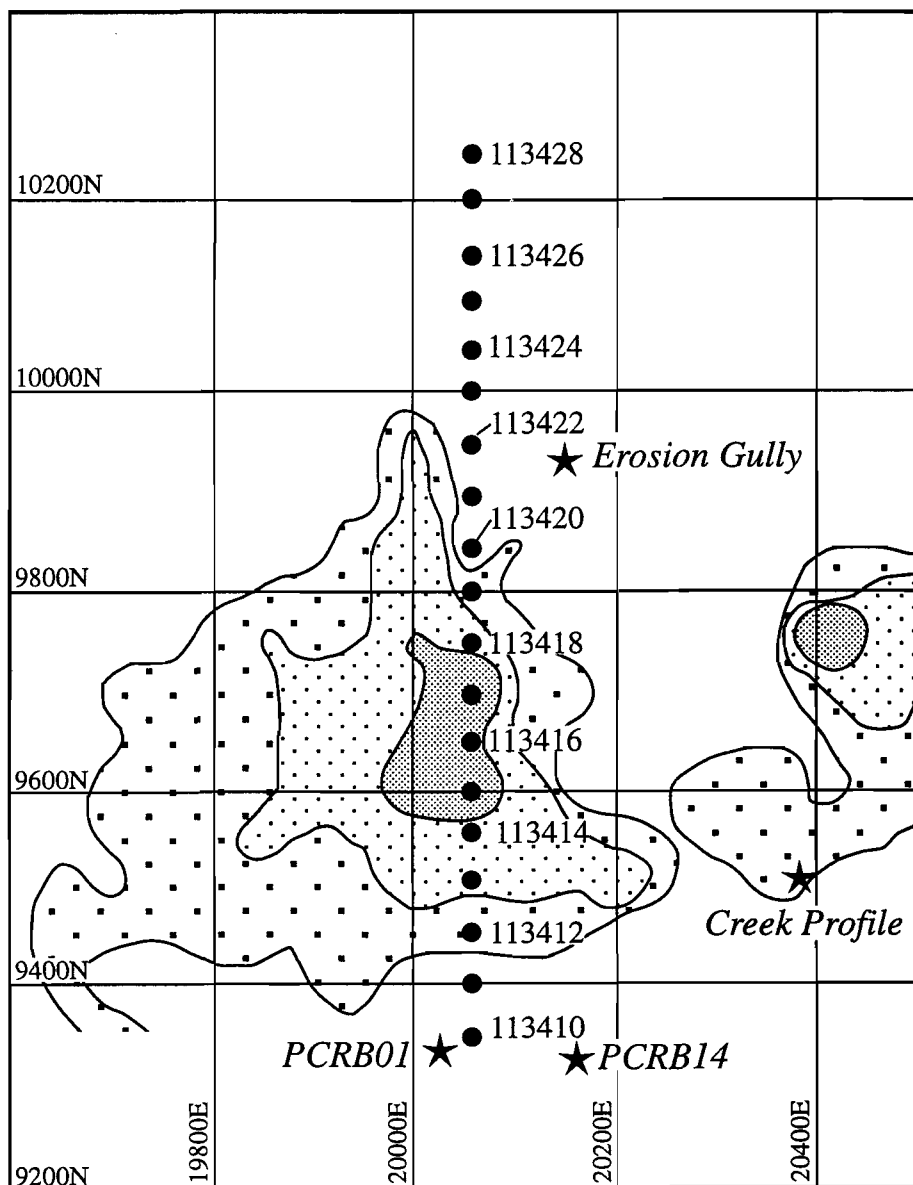 113428
10200N
113426
113424
10000N
113422
Erosion Gully
113420
9800N
113418
113416
9600N
113414
Creek Profile
113412
9400N
113410
PCRB01
PCRB14
19800E
20000E
20200E
20400E
9200N